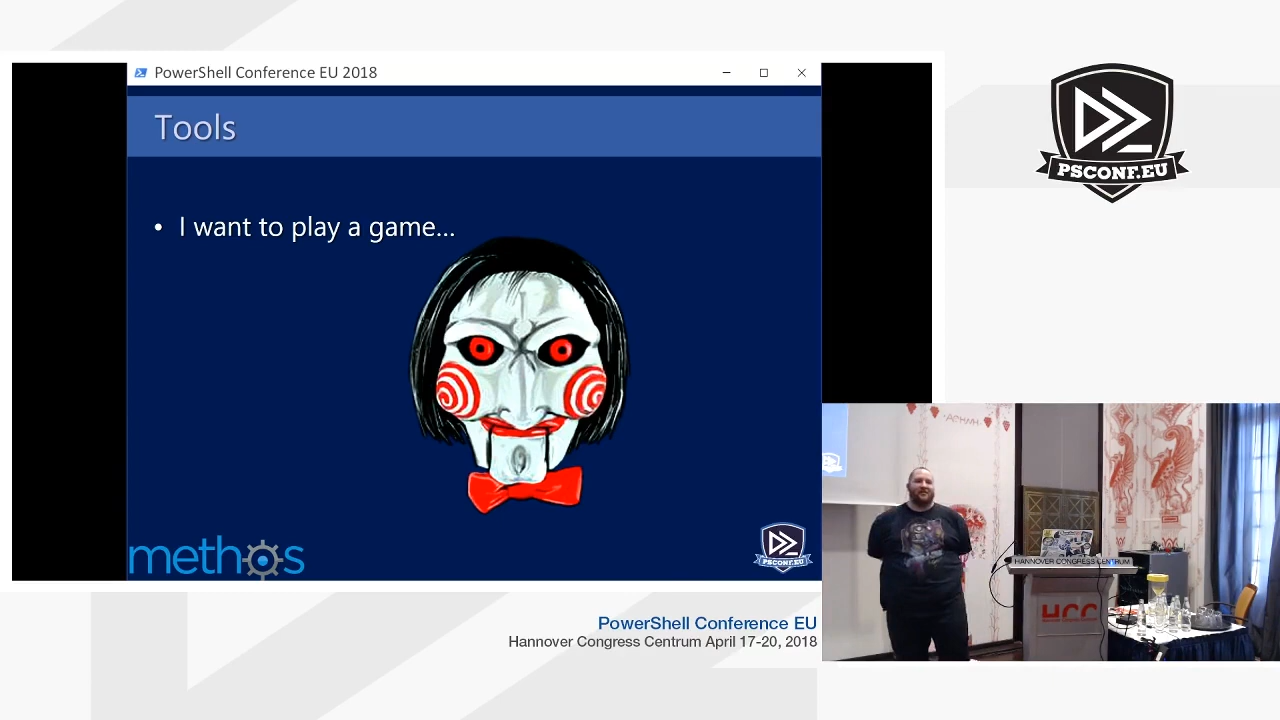 PowerShell Conference EU 2018
Tools
• I want to play a game...
methos
PSCONF.EU
PSCONF.EU
HANNOVER CONGRESS CENTRUM
HCC
PowerShell Conference EU
Hannover Congress Centrum April 17-20, 2018